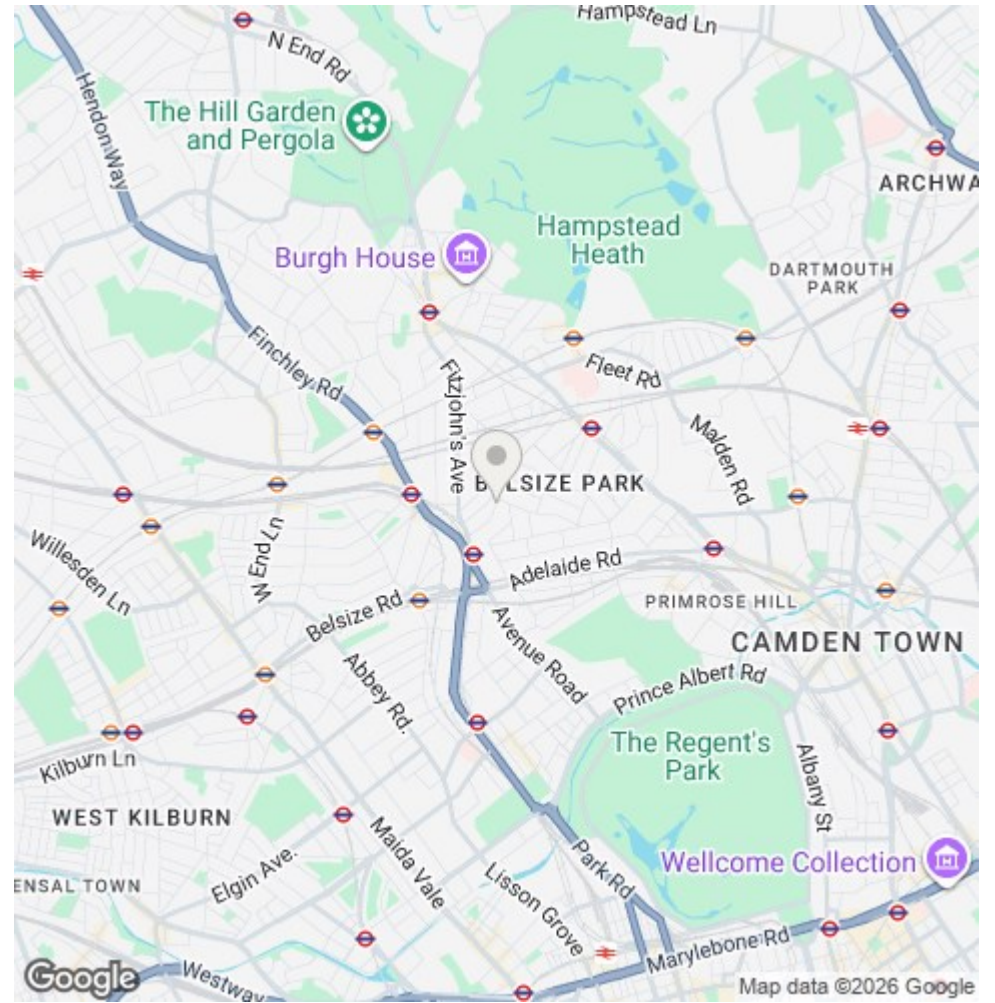 Hampstead Ln
N End Rd
Hendon Way
The Hill Garden
and Pergola
ARCHWA
Hampstead
Heath
Burgh House
DARTMOUTH
PARK
Finchley Rd
Fleet Rd
Fitzjohn's Ave
Malden Rd
BELSIZE PARK
W End Ln
Willesden Ln
Adelaide Rd
Belsize Rd
PRIMROSE HILL
Avenue Road
CAMDEN TOWN
Abbey Rd.
Prince Albert Rd
The Regent's
Park
Kilburn Ln
Albany St
WEST KILBURN
Maida Vale
Park Rd
Wellcome Collection
Elgin Ave.
Lisson Grove
ENSAL TOWN
Marylebone Rd
Westway
Google
Map data ©2026 Google